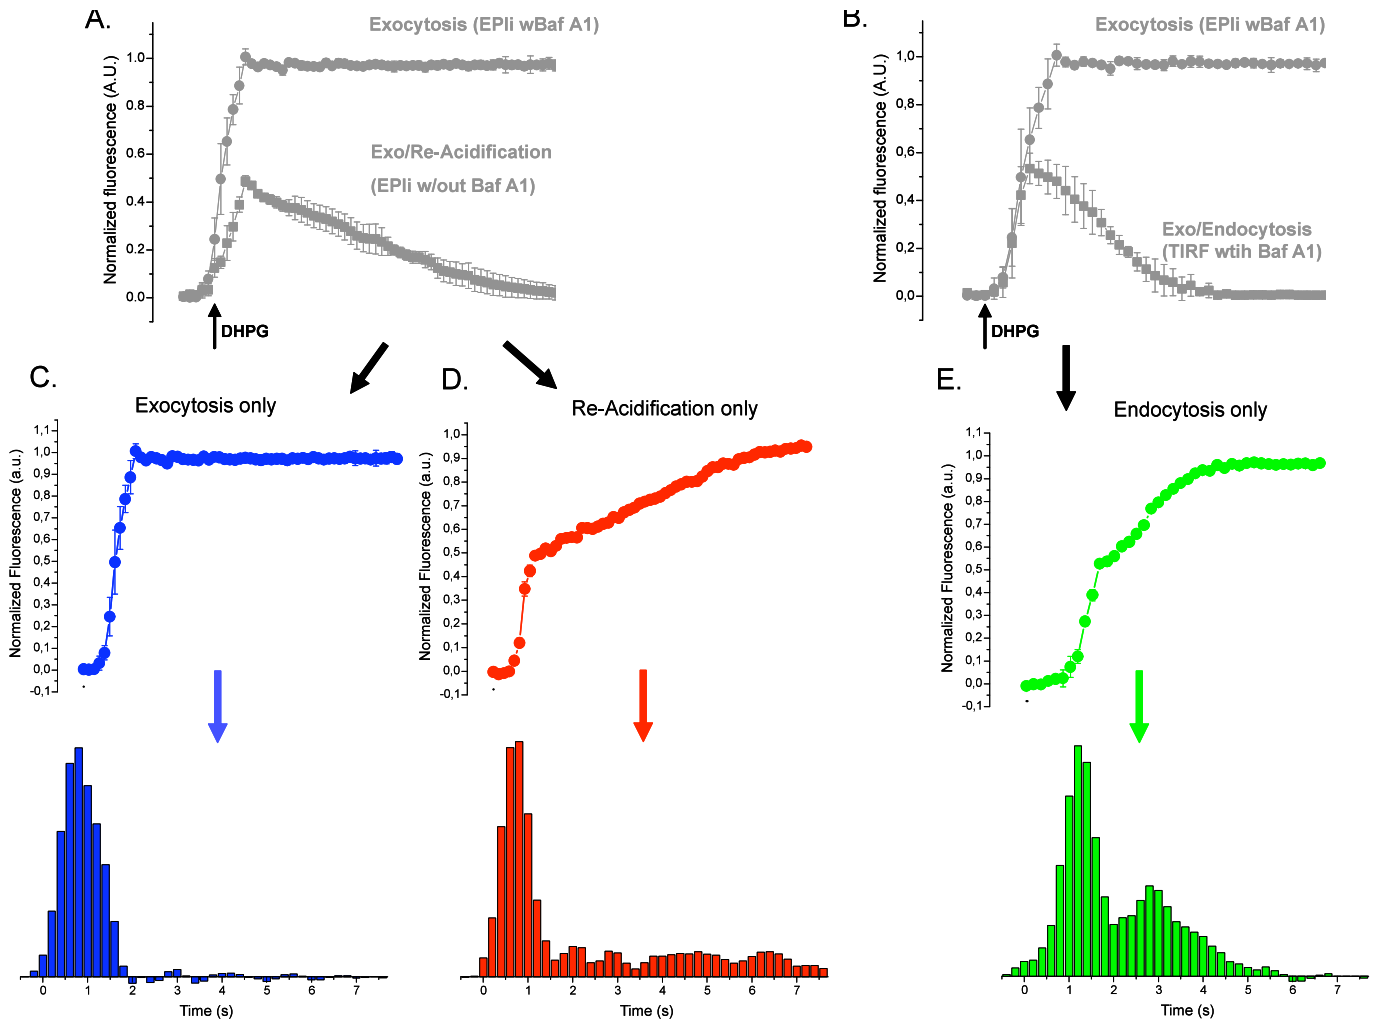 A.
Exocytosis (EPIi wBaf A1)
Normalized fluorescence (A.U.)
1,0
0,8
0,6
0,4
0,2
0,0
Exo/Re-Acidification
(EPIi w/out Baf A1)
DHPG
B.
Exocytosis (EPIi wBaf A1)
Normalized fluorescence (A.U.)
1,0
0,8
0,6
0,4
0,2
0,0
Exo/Endocytosis
(TIRF wtih Baf A1)
DHPG
C.
Exocytosis only
Normalized Fluorescence (a.u.)
1,1
1,0
0,9
0,8
0,7
0,6
0,5
0,4
0,3
0,2
0,1
0,0
-0,1
0 1 2 3 4 5 6 7
Time (s)
D.
Re-Acidification only
Normalized Fluorescence (a.u.)
1,0
0,9
0,8
0,7
0,6
0,5
0,4
0,3
0,2
0,1
0,0
-0,1
0 1 2 3 4 5 6 7
Time (s)
E.
Endocytosis only
Normalized Fluorescence (a.u.)
1,1
1,0
0,9
0,8
0,7
0,6
0,5
0,4
0,3
0,2
0,1
0,0
-0,1
0 1 2 3 4 5 6 7
Time (s)